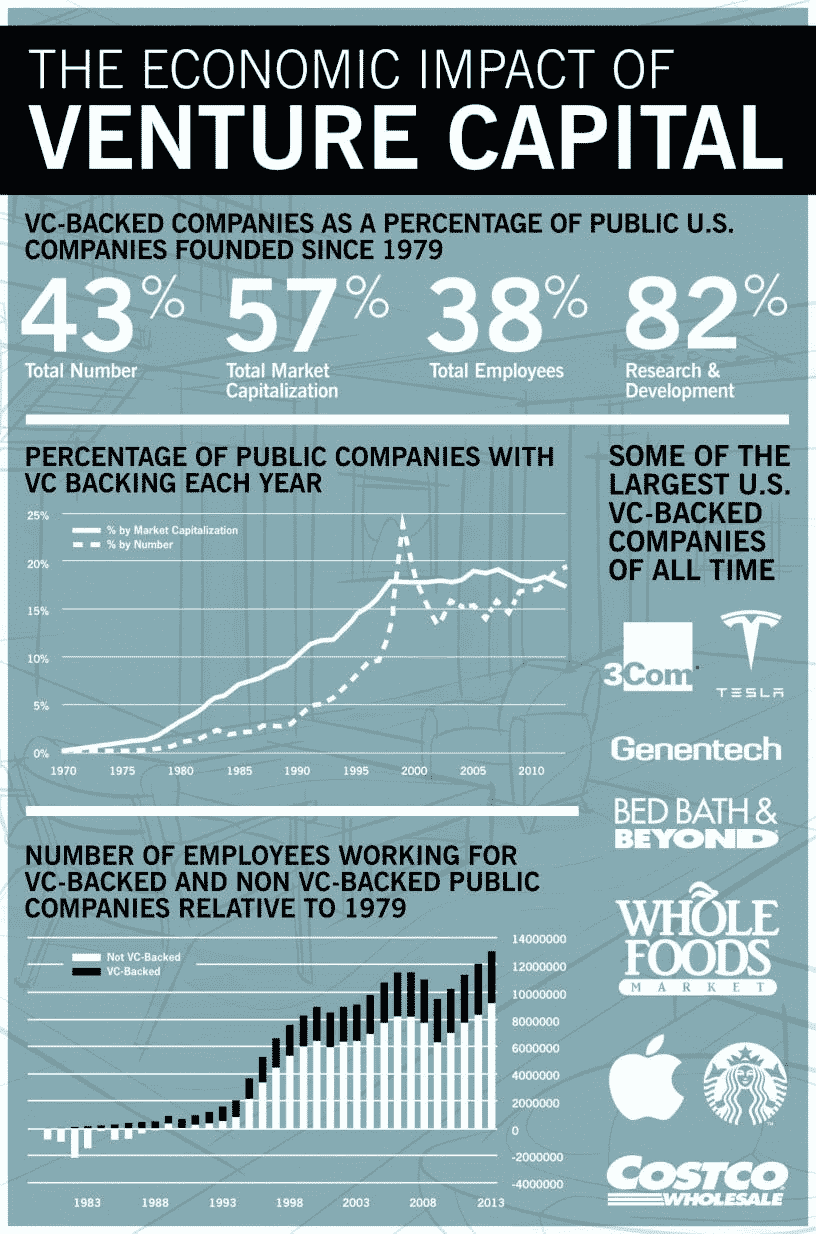 THE ECONOMIC IMPACT OF
VENTURE CAPITAL
VC-BACKED COMPANIES AS A PERCENTAGE OF PUBLIC U.S.
COMPANIES FOUNDED SINCE 1979
43% 57% 38% 82%
Total Number
Total Market
Capitalization
Total Employees
Research &
Development
PERCENTAGE OF PUBLIC COMPANIES WITH
VC BACKING EACH YEAR
25%
20%
15%
10%
5%
0%
% by Market Capitalization
% by Number
1970 1975 1980 1985 1990 1995 2000 2005 2010
SOME OF THE
LARGEST U.S.
VC-BACKED
COMPANIES
OF ALL TIME
3Com
TESLA
Genentech
BED BATH &
BEYOND
WHOLE
FOODS
MARKET
COSTCO
WHOLESALE
NUMBER OF EMPLOYEES WORKING FOR
VC-BACKED AND NON VC-BACKED PUBLIC
COMPANIES RELATIVE TO 1979
Not VC-Backed
VC-Backed
14000000
12000000
10000000
8000000
6000000
4000000
2000000
0
-2000000
-4000000
1983 1988 1993 1998 2003 2008 2013